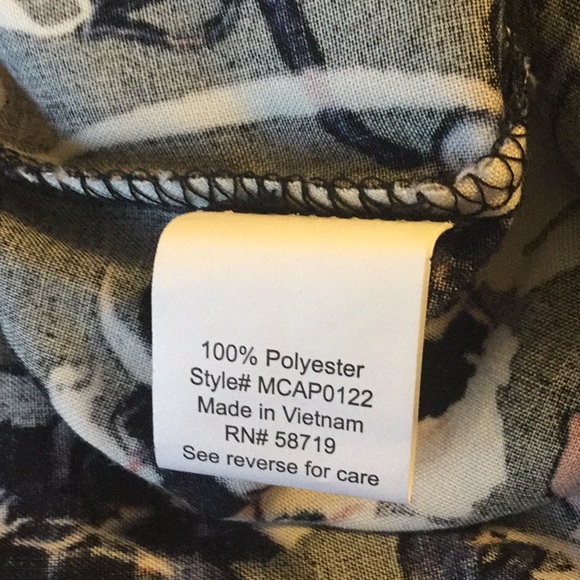 100% Polyester
Style# MCAP0122
Made in Vietnam
RN# 58719
See reverse for care